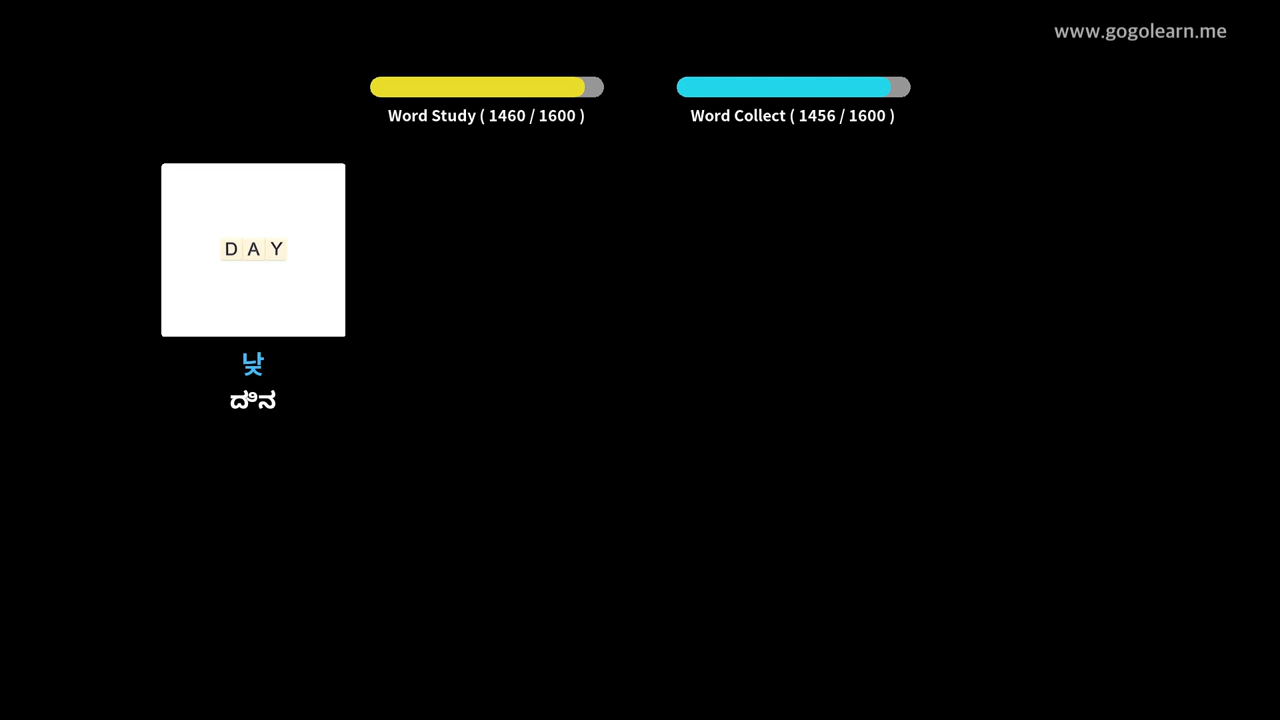 www.gogolearn.me
Word Study ( 1460 / 1600 )
Word Collect ( 1456 / 1600 )
DAY
낮
ದಿನ